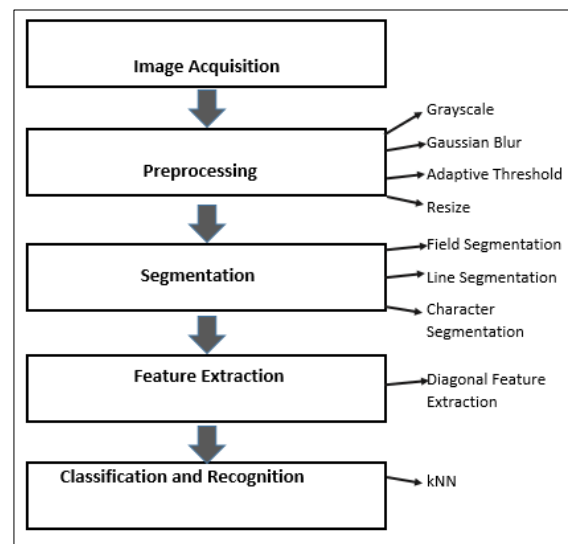 Image Acquisition
Preprocessing
Grayscale
Gaussian Blur
Adaptive Threshold
Resize
Segmentation
Field Segmentation
Line Segmentation
Character
Segmentation
Feature Extraction
Diagonal Feature
Extraction
Classification and Recognition
kNN